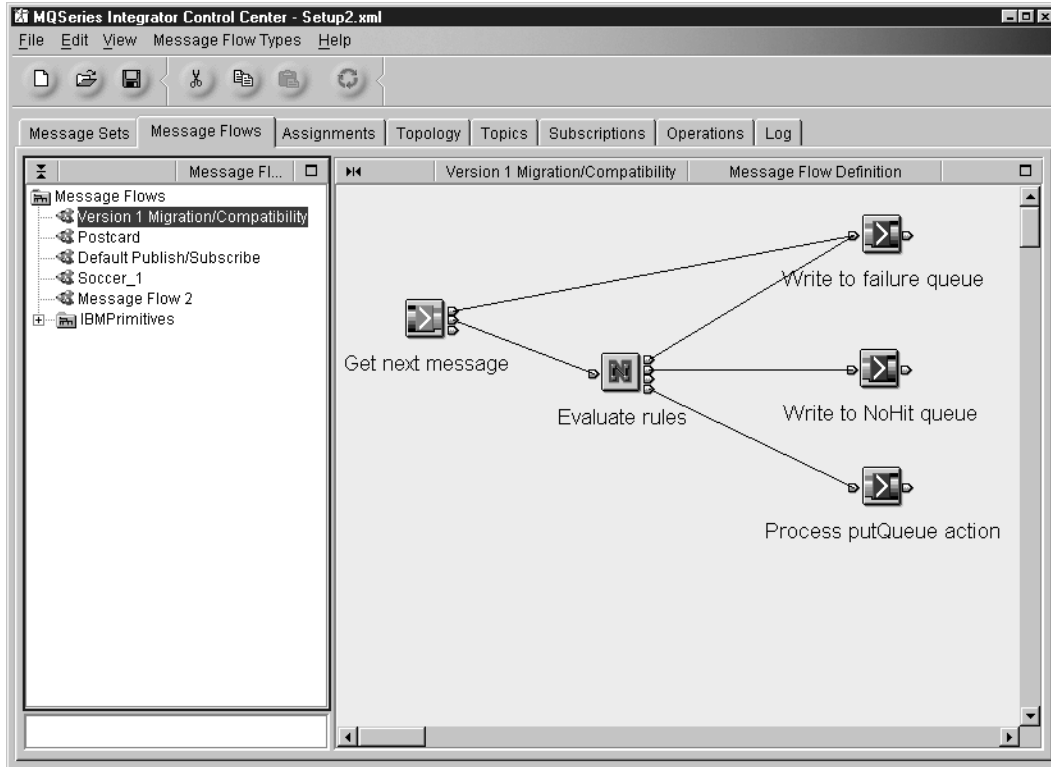 MQSeries Integrator Control Center - Setup2.xml
File Edit View Message Flow Types Help
Message Sets Message Flows Assignments Topology Topics Subscriptions Operations Log
Message Fl... Version 1 Migration/Compatibility Message Flow Definition
Message Flows
Version 1 Migration/Compatibility
Postcard
Default Publish/Subscribe
Soccer_1
Message Flow 2
IBMPrimitives
Write to failure queue
Get next message
Evaluate rules
Write to NoHit queue
Process putQueue action